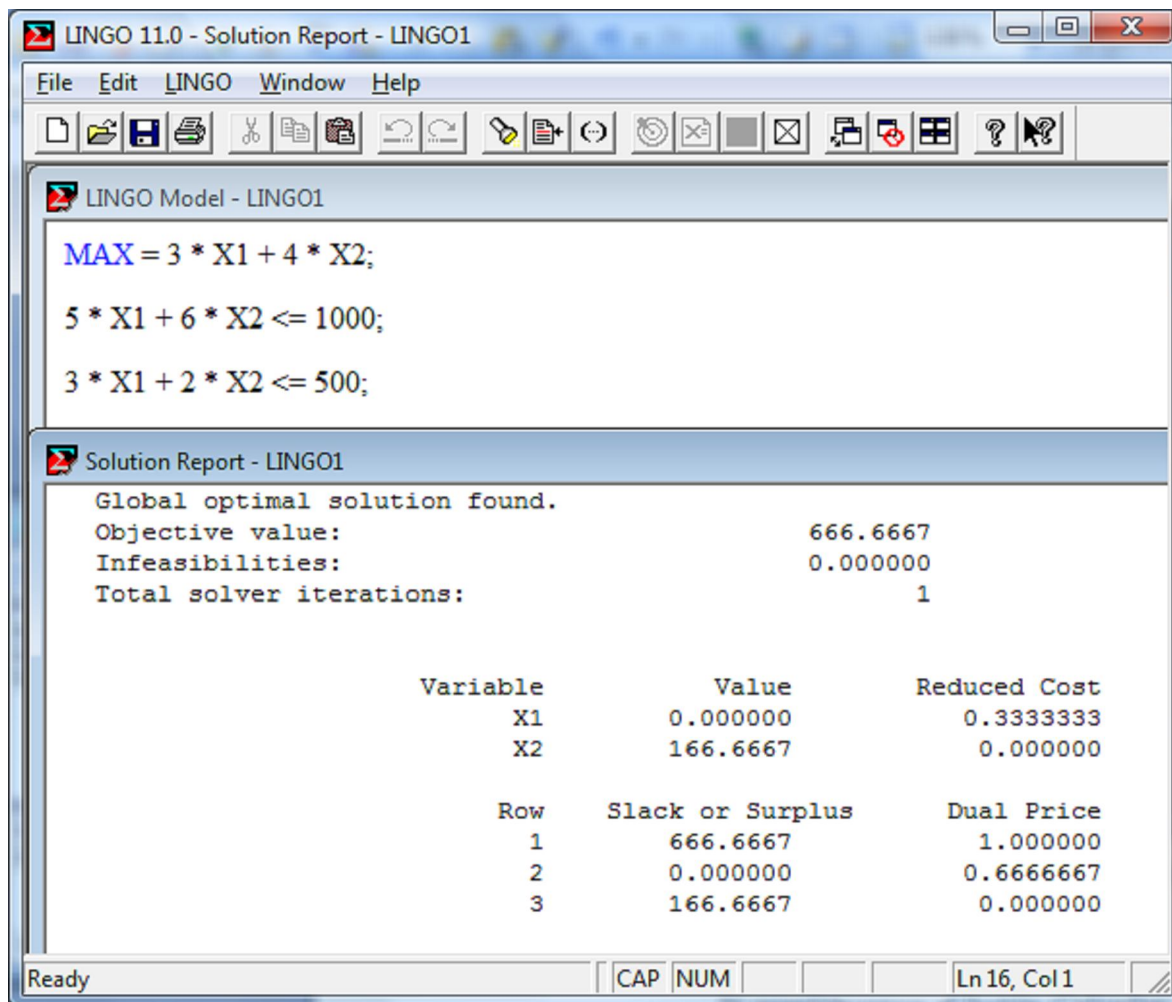 LINGO 11.0 - Solution Report - LINGO1
File Edit LINGO Window Help
LINGO Model - LINGO1
MAX = 3 * X1 + 4 * X2;
5 * X1 + 6 * X2 <= 1000;
3 * X1 + 2 * X2 <= 500;
Solution Report - LINGO1
Global optimal solution found.
Objective value: 666.6667
Infeasibilities: 0.000000
Total solver iterations: 1
Variable Value Reduced Cost
X1 0.000000 0.3333333
X2 166.6667 0.000000
Row Slack or Surplus Dual Price
1 666.6667 1.000000
2 0.000000 0.6666667
3 166.6667 0.000000
Ready CAP NUM Ln 16, Col 1